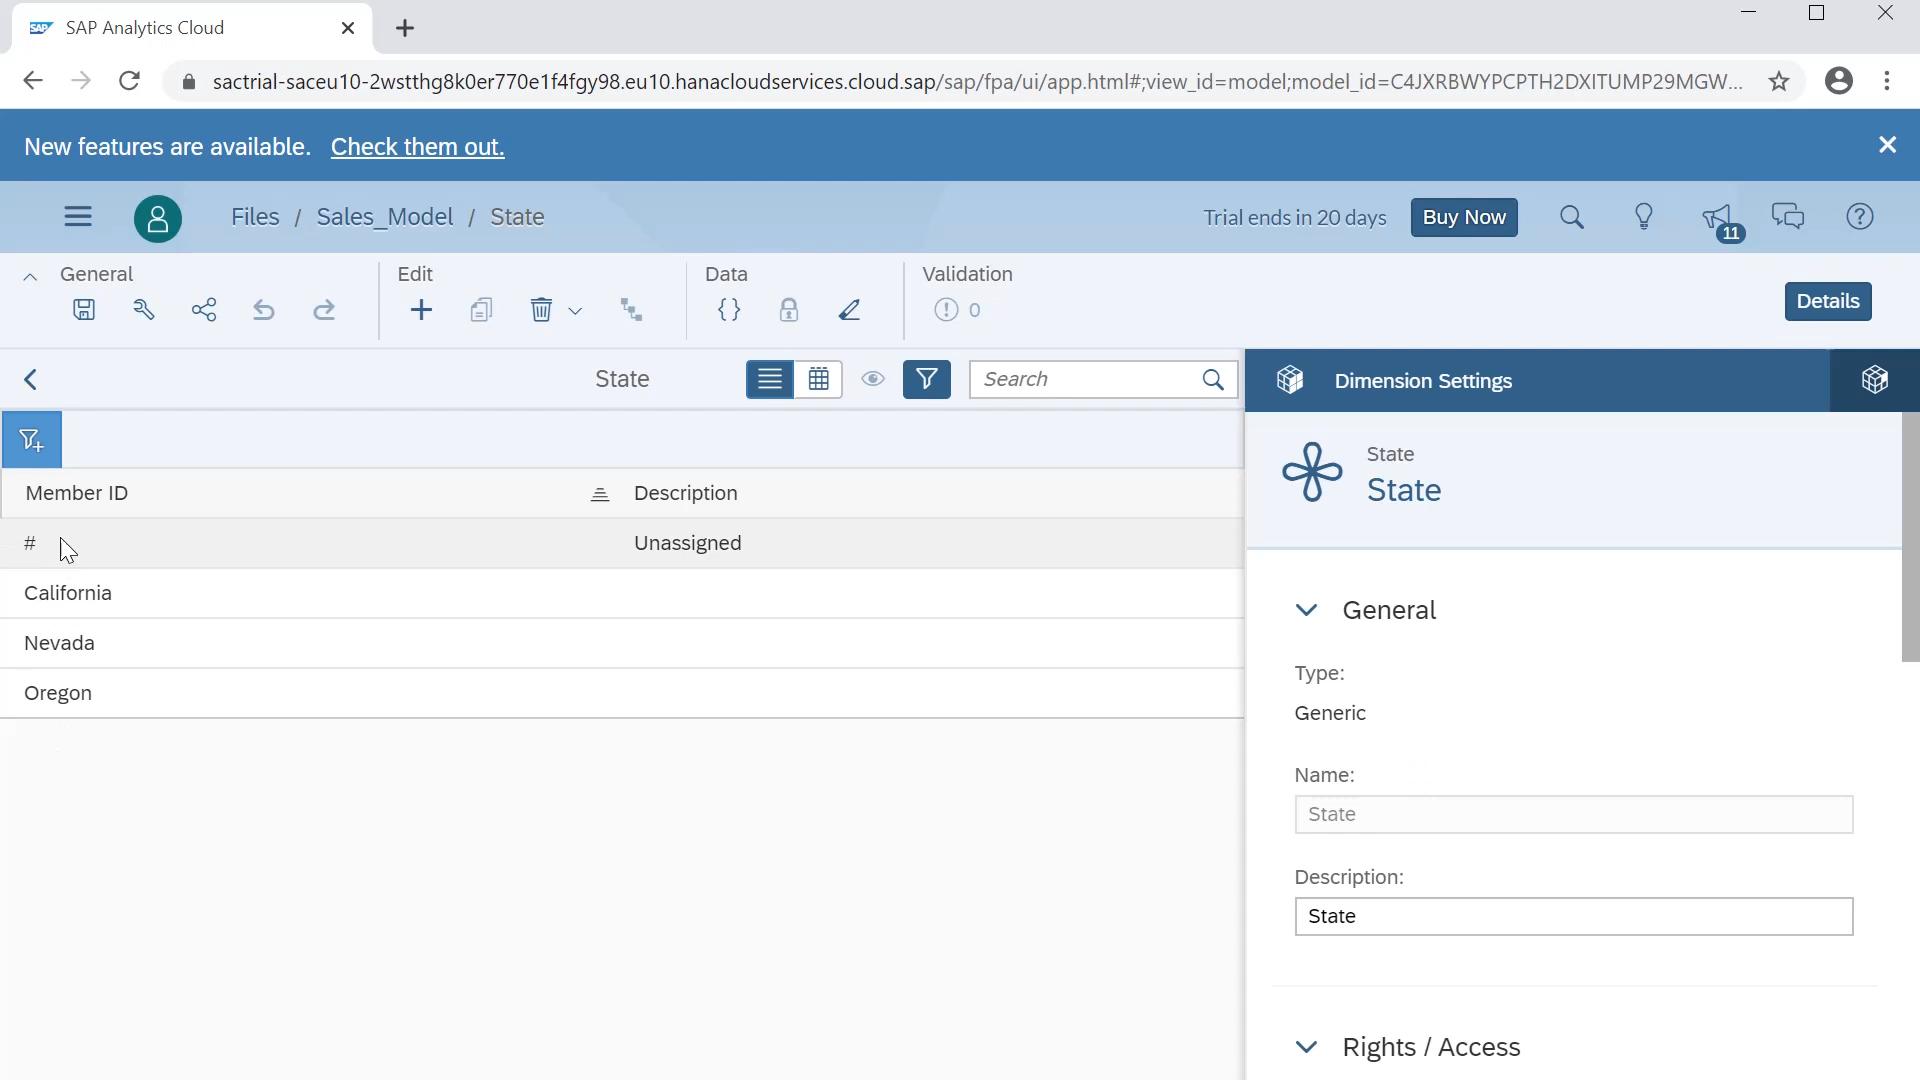 SAP SAP Analytics Cloud
sactrial-saceu10-2wstthg8k0er770e1f4fgy98.eu10.hanacloudservices.cloud.sap/sap/fpa/ui/app.html#;view_id=model;model_id=C4JXRBWYPCPTH2DXITUMP29MGW...
New features are available. Check them out.
Files / Sales_Model / State
Trial ends in 20 days Buy Now 11
General Edit Data Validation
0
Details
State Search
Dimension Settings
State
State
Member ID Description
# Unassigned
California
Nevada
Oregon
General
Type:
Generic
Name:
State
Description:
State
Rights / Access